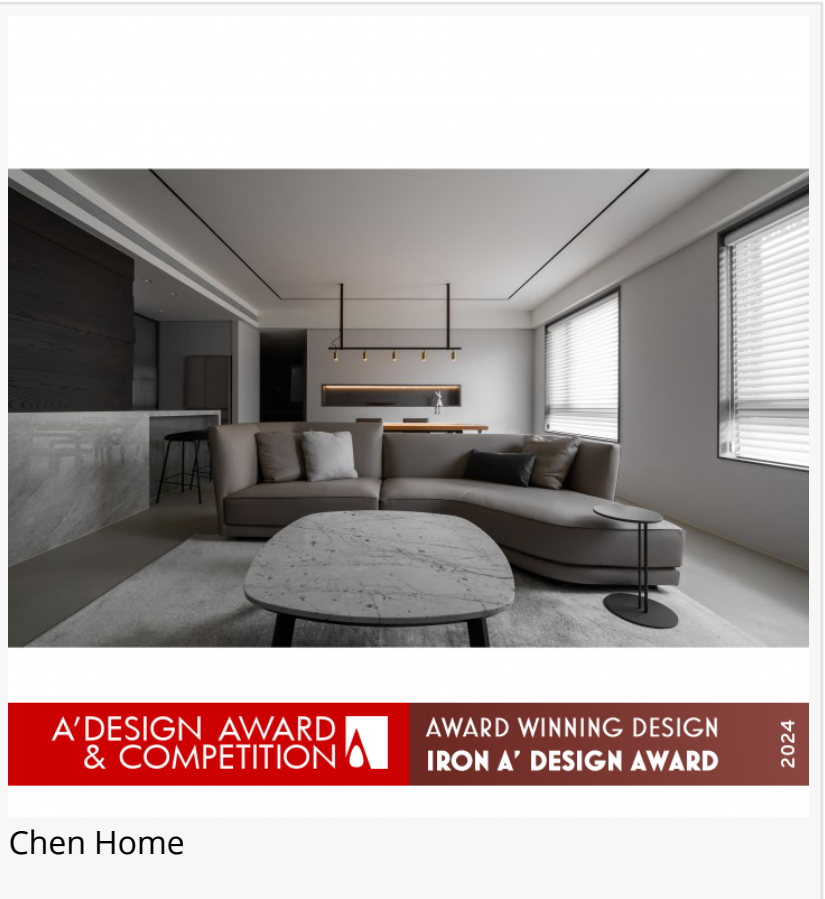 A'DESIGN AWARD
& COMPETITION
AWARD WINNING DESIGN
IRON A' DESIGN AWARD
2024
Chen Home